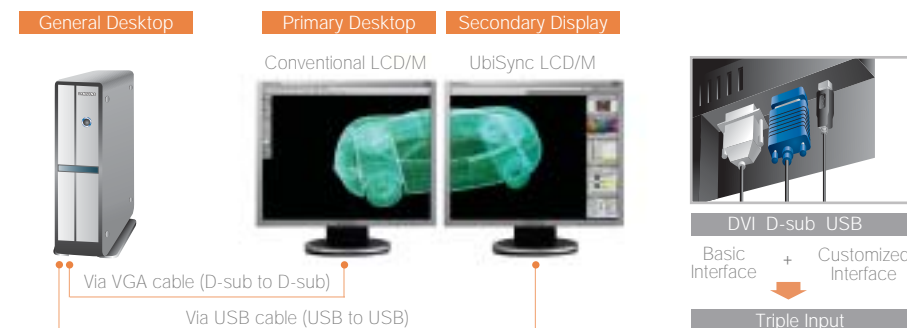 General Desktop
Primary Desktop
Secondary Display
Conventional LCD/M
UbiSync LCD/M
DVI D-sub USB
Basic
Interface
+
Customized
Interface
Via VGA cable (D-sub to D-sub)
Via USB cable (USB to USB)
Triple Input